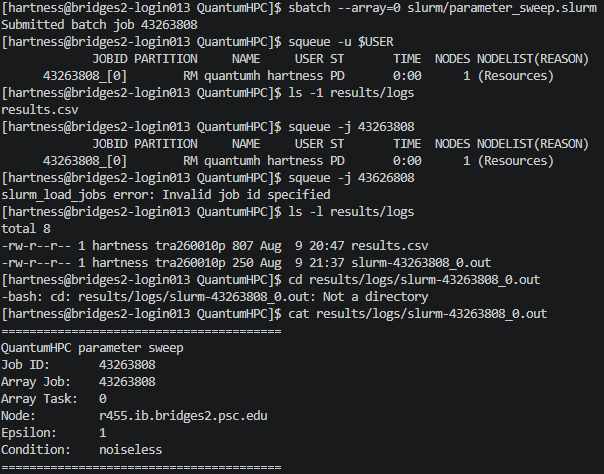 [hartness@bridges2-login013 QuantumHPC]$ sbatch --array=0 slurm/parameter_sweep.slurm
Submitted batch job 43263808
[hartness@bridges2-login013 QuantumHPC]$ squeue -u $USER
JOBID PARTITION NAME USER ST TIME NODES NODELIST(REASON)
43263808_[0] RM quantumh hartness PD 0:00 1 (Resources)
[hartness@bridges2-login013 QuantumHPC]$ ls -1 results/logs
results.csv
[hartness@bridges2-login013 QuantumHPC]$ squeue -j 43263808
JOBID PARTITION NAME USER ST TIME NODES NODELIST(REASON)
43263808_[0] RM quantumh hartness PD 0:00 1 (Resources)
[hartness@bridges2-login013 QuantumHPC]$ squeue -j 43626808
slurm_load_jobs error: Invalid job id specified
[hartness@bridges2-login013 QuantumHPC]$ ls -l results/logs
total 8
-rw-r--r-- 1 hartness tra260010p 807 Aug 9 20:47 results.csv
-rw-r--r-- 1 hartness tra260010p 250 Aug 9 21:37 slurm-43263808_0.out
[hartness@bridges2-login013 QuantumHPC]$ cd results/logs/slurm-43263808_0.out
-bash: cd: results/logs/slurm-43263808_0.out: Not a directory
[hartness@bridges2-login013 QuantumHPC]$ cat results/logs/slurm-43263808_0.out
========================================
QuantumHPC parameter sweep
Job ID: 43263808
Array Job: 43263808
Array Task: 0
Node: r455.ib.bridges2.psc.edu
Epsilon: 1
Condition: noiseless
========================================